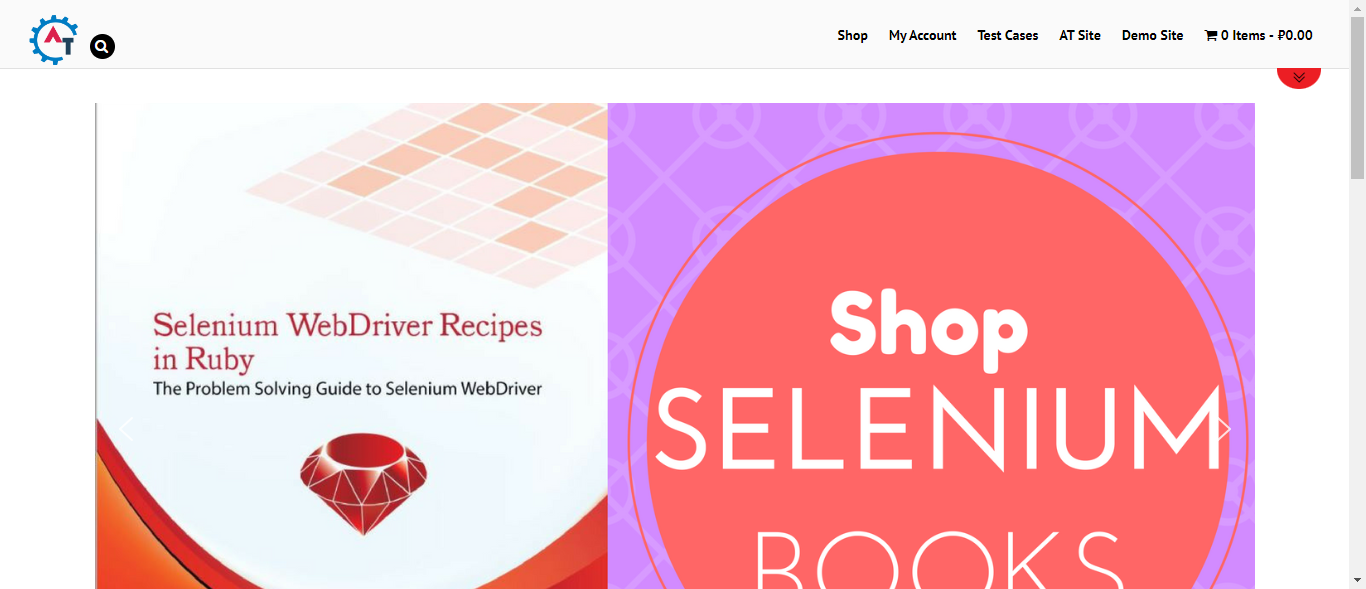 AT
Shop My Account Test Cases AT Site Demo Site 0 Items - ₽0.00
Selenium WebDriver Recipes
in Ruby
The Problem Solving Guide to Selenium WebDriver
Shop
SELENIUM
BOOKS